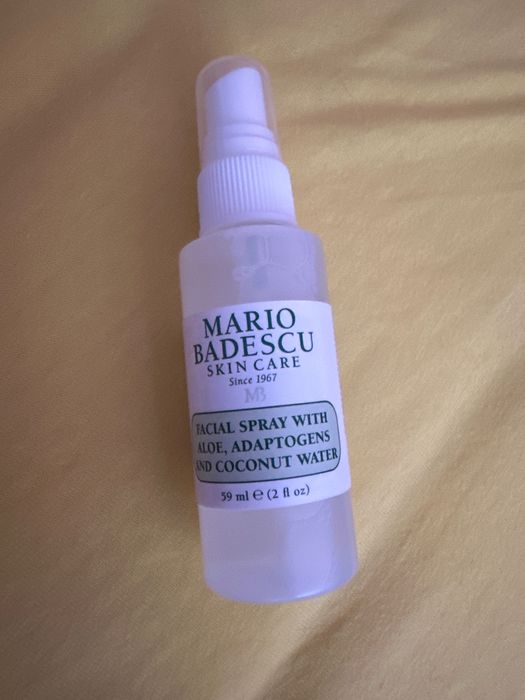 MARIO
BADESCU
SKIN CARE
Since 1967
MB
FACIAL SPRAY WITH
ALOE, ADAPTOGENS
AND COCONUT WATER
59 ml ℮ (2 fl oz)